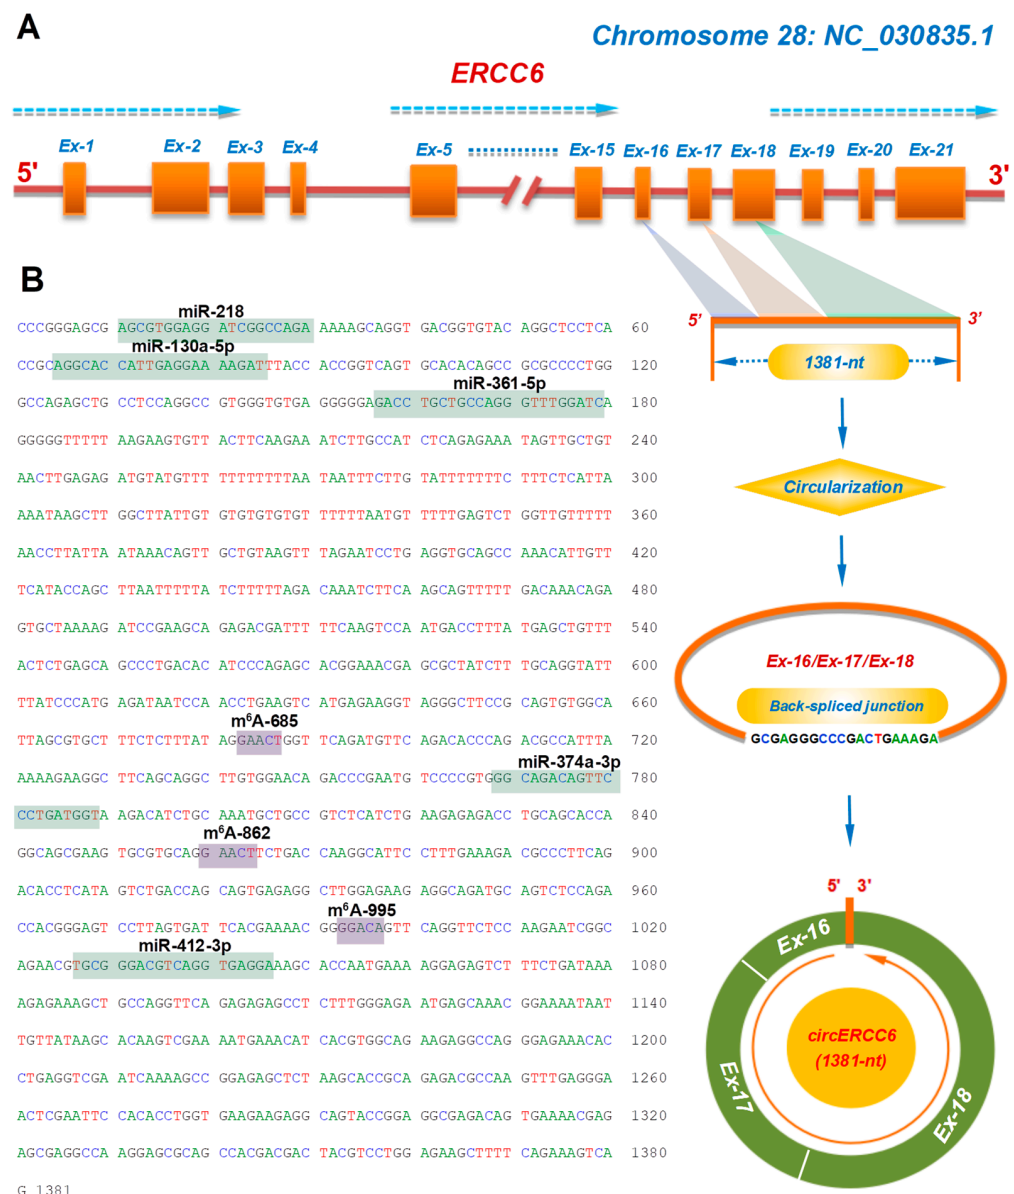 A
Chromosome 28: NC_030835.1
ERCC6
Ex-1 Ex-2 Ex-3 Ex-4 Ex-5 Ex-15 Ex-16 Ex-17 Ex-18 Ex-19 Ex-20 Ex-21
5' 3'
B
miR-218
CCCGGGAGCG AGCGTGGAGG ATCGGCCAGA AAAAGCAGGT GACGGTGTAC AGGCTCCTCA 60
miR-130a-5p
CCGCAGGCAC CATTGAGGAA AAGATTTACC ACCGGTCAGT GCACACAGCC GCGCCCCTGG 120
miR-361-5p
GCCAGAGCTG CCTCCAGGCC GTGGGTGTGA GGGGGAGACC TGCTGCCAGG GTTTGGATCA 180
GGGGGTTTTT AAGAAGTGTT ACTTCAAGAA ATCTTGCCAT CTCAGAGAAA TAGTTGCTGT 240
AACTTGAGAG ATGTATGTTT TTTTTTTTAA TAATTTCTTG TATTTTTTTC TTTCTCATTA 300
AAATAAGCTT GGCTTATTGT GTGTGTGTGT TTTTTAATGT TTTTGAGTCT GGTTGTTTTT 360
AACCTTATTA ATAAACAGTT GCTGTAAGTT TAGAATCCTG AGGTGCAGCC AAACATTGTT 420
TCATACCAGC TTAATTTTTA TCTTTTTAGA CAAATCTTCA AGCAGTTTTT GACAAACAGA 480
GTGCTAAAAG ATCCGAAGCA GAGACGATTT TTCAAGTCCA ATGACCTTTA TGAGCTGTTT 540
ACTCTGAGCA GCCCTGACAC ATCCCAGAGC ACGGAAACGA GCGCTATCTT TGCAGGTATT 600
TTATCCCATG AGATAATCCA ACCTGAAGTC ATGAGAAGGT AGGGCTTCCG CAGTGTGGCA 660
m⁶A-685
TTAGCGTGCT TTCTCTTTAT AGGAACTGGT TCAGATGTTC AGACACCCAG ACGCCATTTA 720
miR-374a-3p
AAAAGAAGGC TTCAGCAGGC TTGTGGAACA GACCCGAATG TCCCCGTGGG CAGACAGTTC 780
CCTGATGGTA AGACATCTGC AAATGCTGCC GTCTCATCTG AAGAGAGACC TGCAGCACCA 840
m⁶A-862
GGCAGCGAAG TGCGTGCAGG AACTTCTGAC CAAGGCATTC CTTTGAAAGA CGCCCTTCAG 900
ACACCTCATA GTCTGACCAG CAGTGAGAGG CTTGGAGAAG AGGCAGATGC AGTCTCCAGA 960
m⁶A-995
CCACGGGAGT CCTTAGTGAT TCACGAAAAC GGGGACAGTT CAGGTTCTCC AAGAATCGGC 1020
miR-412-3p
AGAACGTGCG GGACGTCAGG TGAGGAAAGC ACCAATGAAA AGGAGAGTCT TTCTGATAAA 1080
AGAGAAAGCT GCCAGGTTCA GAGAGAGCCT CTTTGGGAGA ATGAGCAAAC GGAAAATAAT 1140
TGTTATAAGC ACAAGTCGAA AATGAAACAT CACGTGGCAG AAGAGGCCAG GGAGAAACAC 1200
CTGAGGTCGA ATCAAAAGCC GGAGAGCTCT AAGCACCGCA GAGACGCCAA GTTTGAGGGA 1260
ACTCGAATTC CACACCTGGT GAAGAAGAGG CAGTACCGGA GGCGAGACAG TGAAAACGAG 1320
AGCGAGGCCA AGGAGCGCAG CCACGACGAC TACGTCCTGG AGAAGCTTTT CAGAAAGTCA 1380
G 1381
5’ 3’
1381-nt
Circularization
Ex-16/Ex-17/Ex-18
Back-spliced junction
GCGAGGGCCCGACTGAAAGA
5' 3'
Ex-16
circERCC6
(1381-nt)
Ex-17
Ex-18